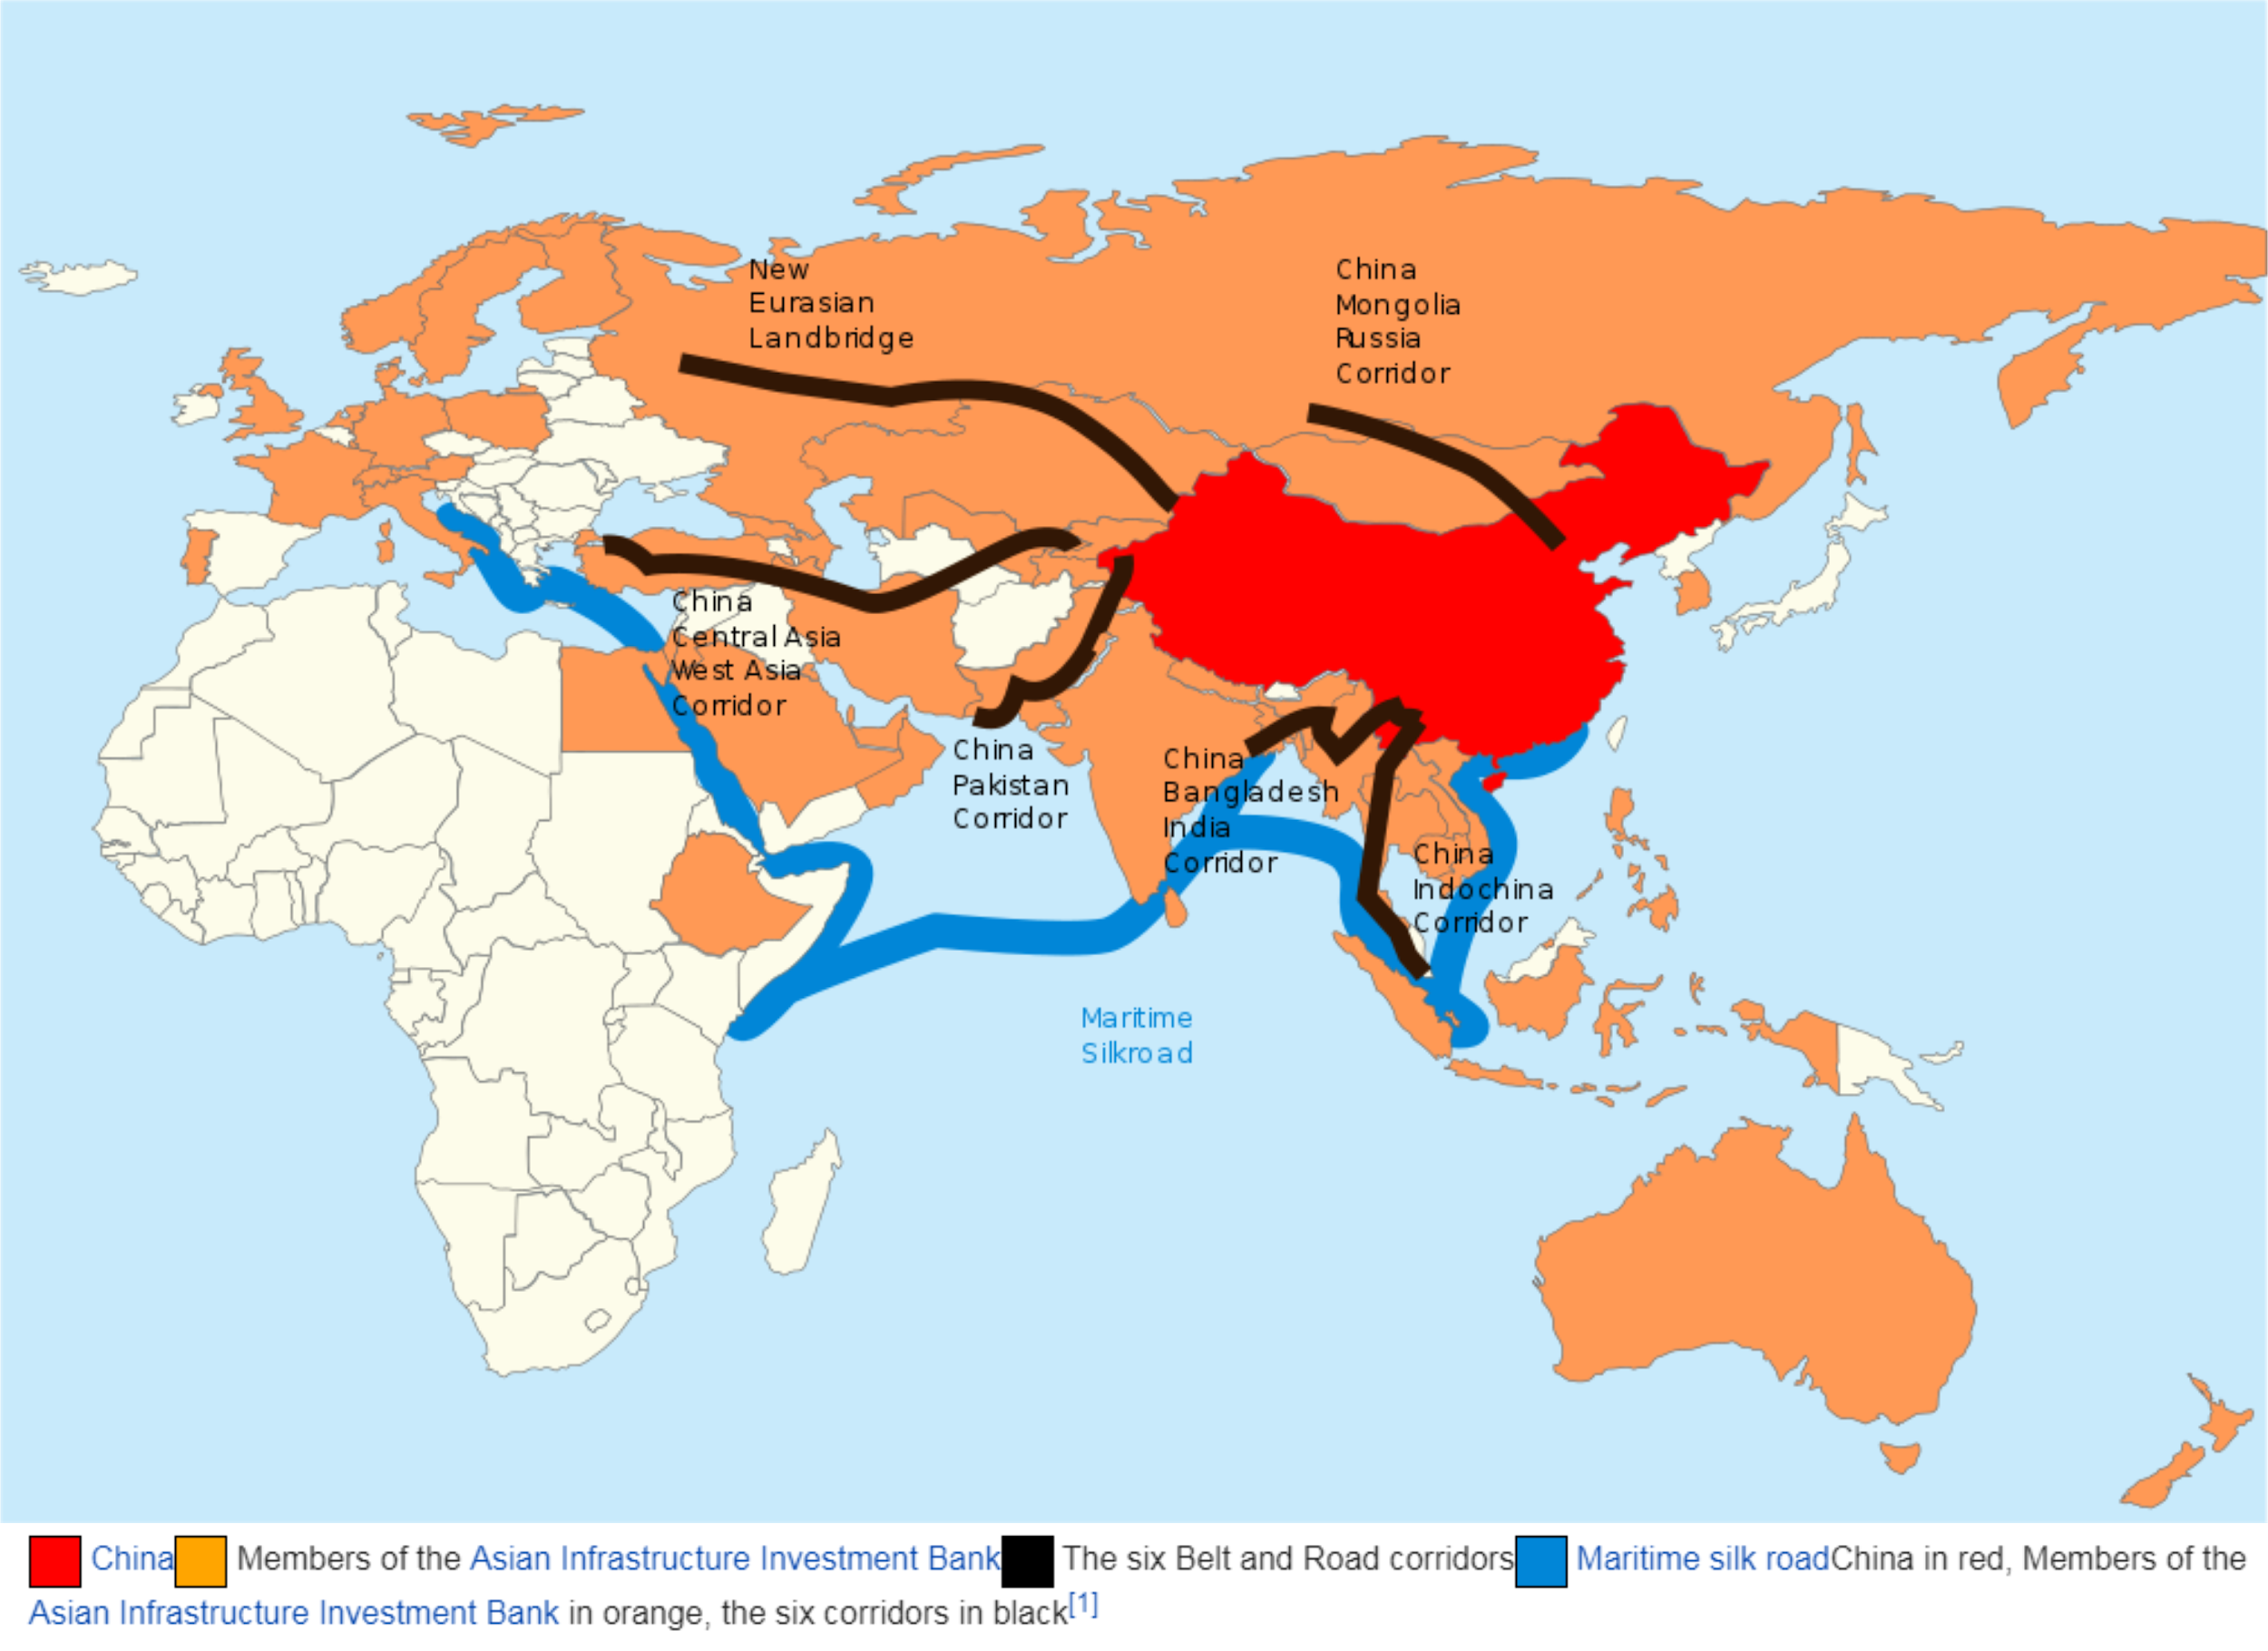 New
Eurasian
Landbridge
China
Mongolia
Russia
Corridor
China
Central Asia
West Asia
Corridor
China
Pakistan
Corridor
China
Bangladesh
India
Corridor
China
Indochina
Corridor
Maritime
Silkroad
China Members of the Asian Infrastructure Investment Bank The six Belt and Road corridors Maritime silk roadChina in red, Members of the
Asian Infrastructure Investment Bank in orange, the six corridors in black[1]